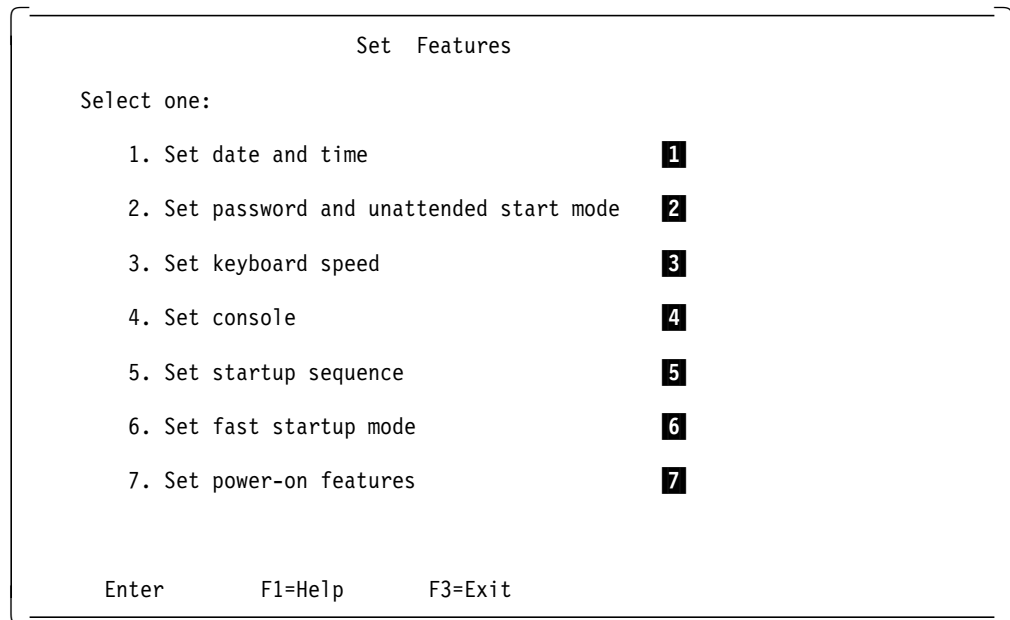 Set Features
Select one:
1. Set date and time 1
2. Set password and unattended start mode 2
3. Set keyboard speed 3
4. Set console 4
5. Set startup sequence 5
6. Set fast startup mode 6
7. Set power-on features 7
Enter F1=Help F3=Exit